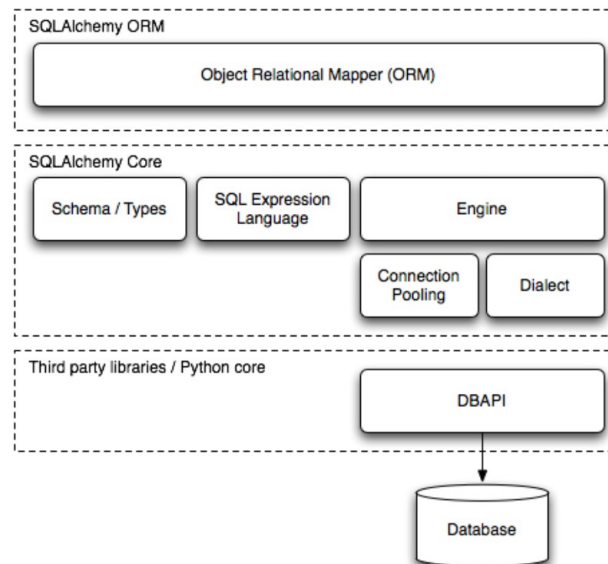 SQLAlchemy ORM
Object Relational Mapper (ORM)
SQLAlchemy Core
Schema / Types
SQL Expression
Language
Engine
Connection
Pooling
Dialect
Third party libraries / Python core
DBAPI
Database